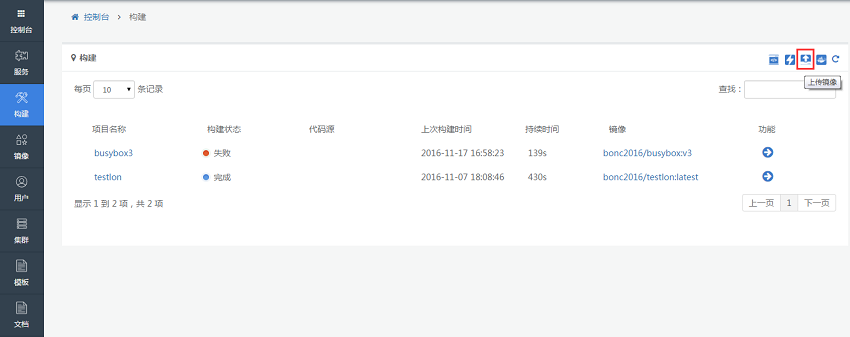 控制台 > 构建
控制台
服务
构建
镜像
用户
集群
模板
文档
构建
上传镜像
每页 10 条记录
查找：
项目名称 构建状态 代码源 上次构建时间 持续时间 镜像 功能
busybox3 失败 2016-11-17 16:58:23 139s bonc2016/busybox:v3
testlon 完成 2016-11-07 18:08:46 430s bonc2016/testlon:latest
显示 1 到 2 项，共 2 项
上一页 1 下一页